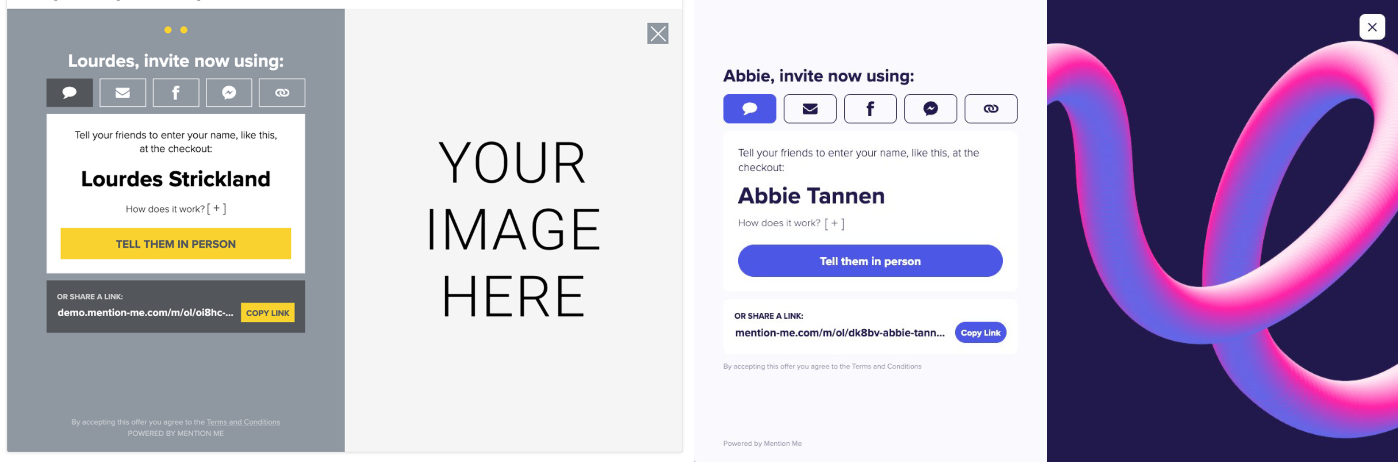 Lourdes, invite now using:
Tell your friends to enter your name, like this,
at the checkout:
Lourdes Strickland
How does it work? [ + ]
TELL THEM IN PERSON
OR SHARE A LINK:
demo.mention-me.com/m/ol/oi8hc-...
COPY LINK
By accepting this offer you agree to the Terms and Conditions
POWERED BY MENTION ME
YOUR
IMAGE
HERE
Abbie, invite now using:
Tell your friends to enter your name, like this, at the
checkout:
Abbie Tannen
How does it work? [ + ]
Tell them in person
OR SHARE A LINK:
mention-me.com/m/ol/dk8bv-abbie-tann...
Copy Link
By accepting this offer you agree to the Terms and Conditions
Powered by Mention Me